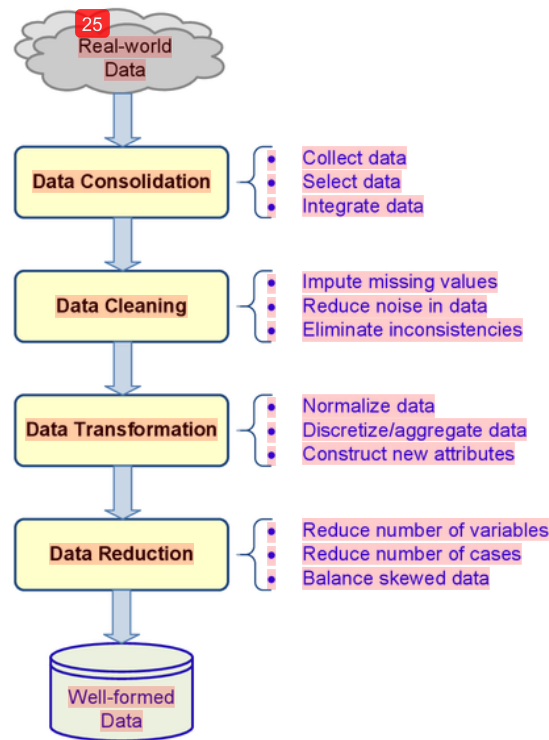 25
Real-world
Data
Data Consolidation
• Collect data
• Select data
• Integrate data
Data Cleaning
• Impute missing values
• Reduce noise in data
• Eliminate inconsistencies
Data Transformation
• Normalize data
• Discretize/aggregate data
• Construct new attributes
Data Reduction
• Reduce number of variables
• Reduce number of cases
• Balance skewed data
Well-formed
Data